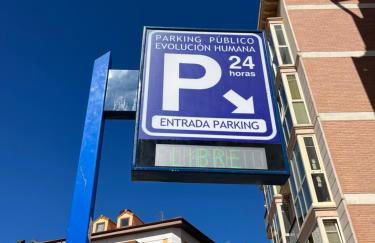 PARKING PÚBLICO
EVOLUCIÓN HUMANA
P
24
horas
ENTRADA PARKING
LIBRE